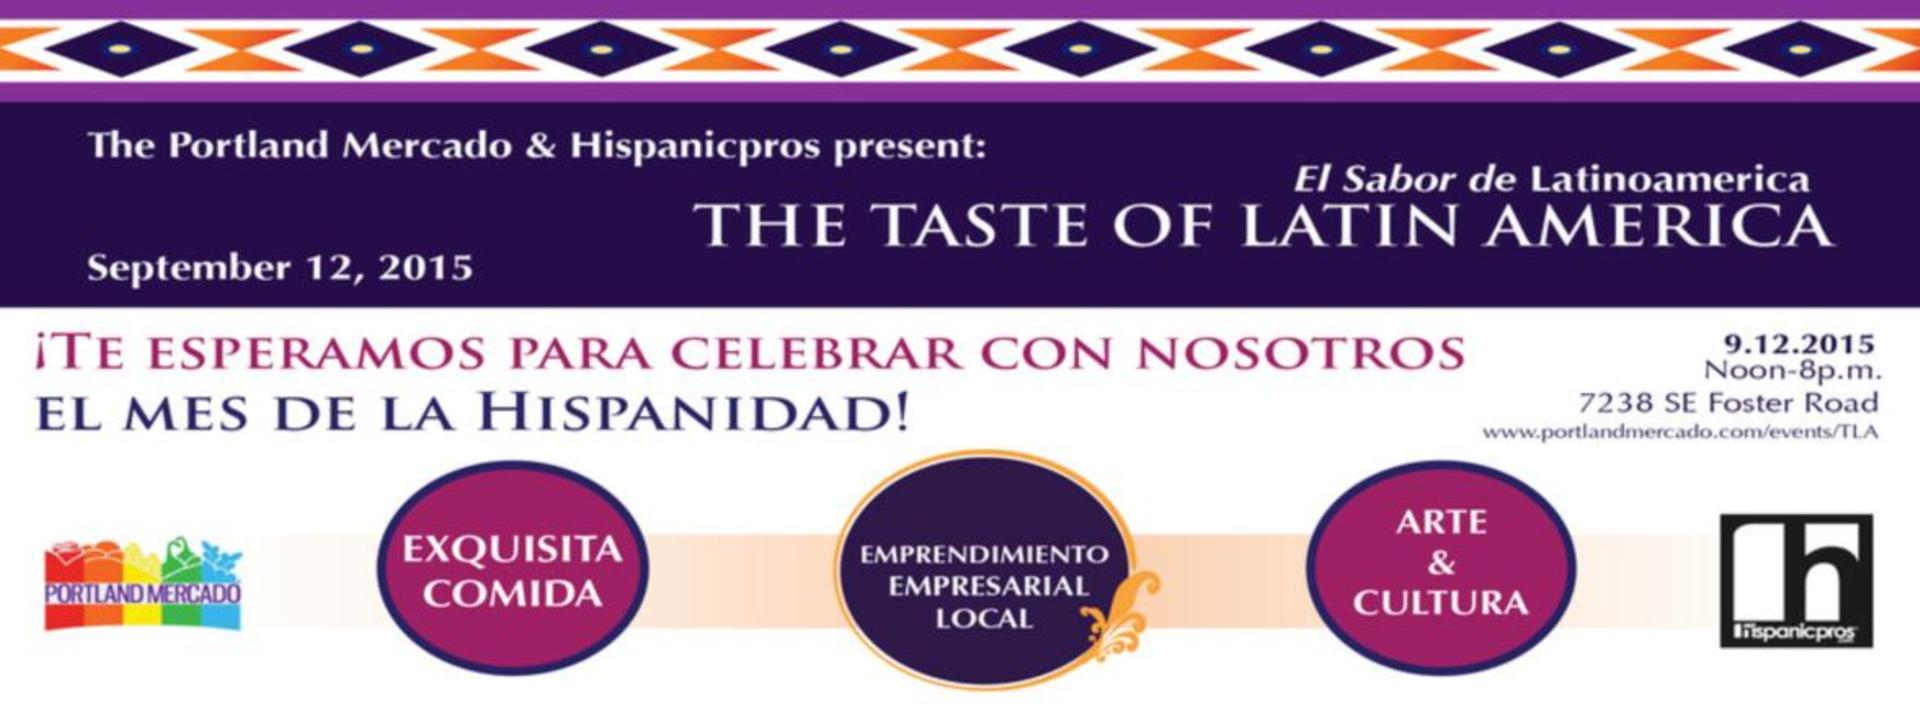 The Portland Mercado & Hispanicpros present:
El Sabor de Latinoamerica
THE TASTE OF LATIN AMERICA
September 12, 2015
¡TE ESPERAMOS PARA CELEBRAR CON NOSOTROS
EL MES DE LA HISPANIDAD!
9.12.2015
Noon-8p.m.
7238 SE Foster Road
www.portlandmercado.com/events/TLA
PORTLAND MERCADO
EXQUISITA
COMIDA
EMPRENDIMIENTO
EMPRESARIAL
LOCAL
ARTE
&
CULTURA
h
hispanicpros